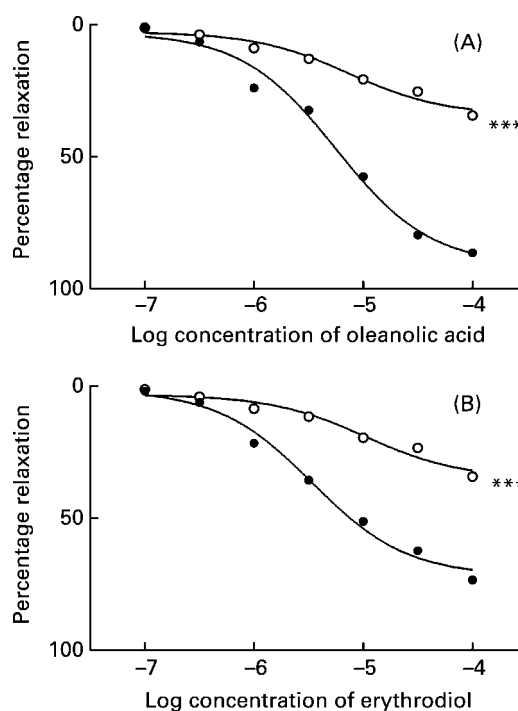 0
(A)
Percentage relaxation
***
50
100
–7 –6 –5 –4
Log concentration of oleanolic acid
0
(B)
Percentage relaxation
***
50
100
–7 –6 –5 –4
Log concentration of erythrodiol